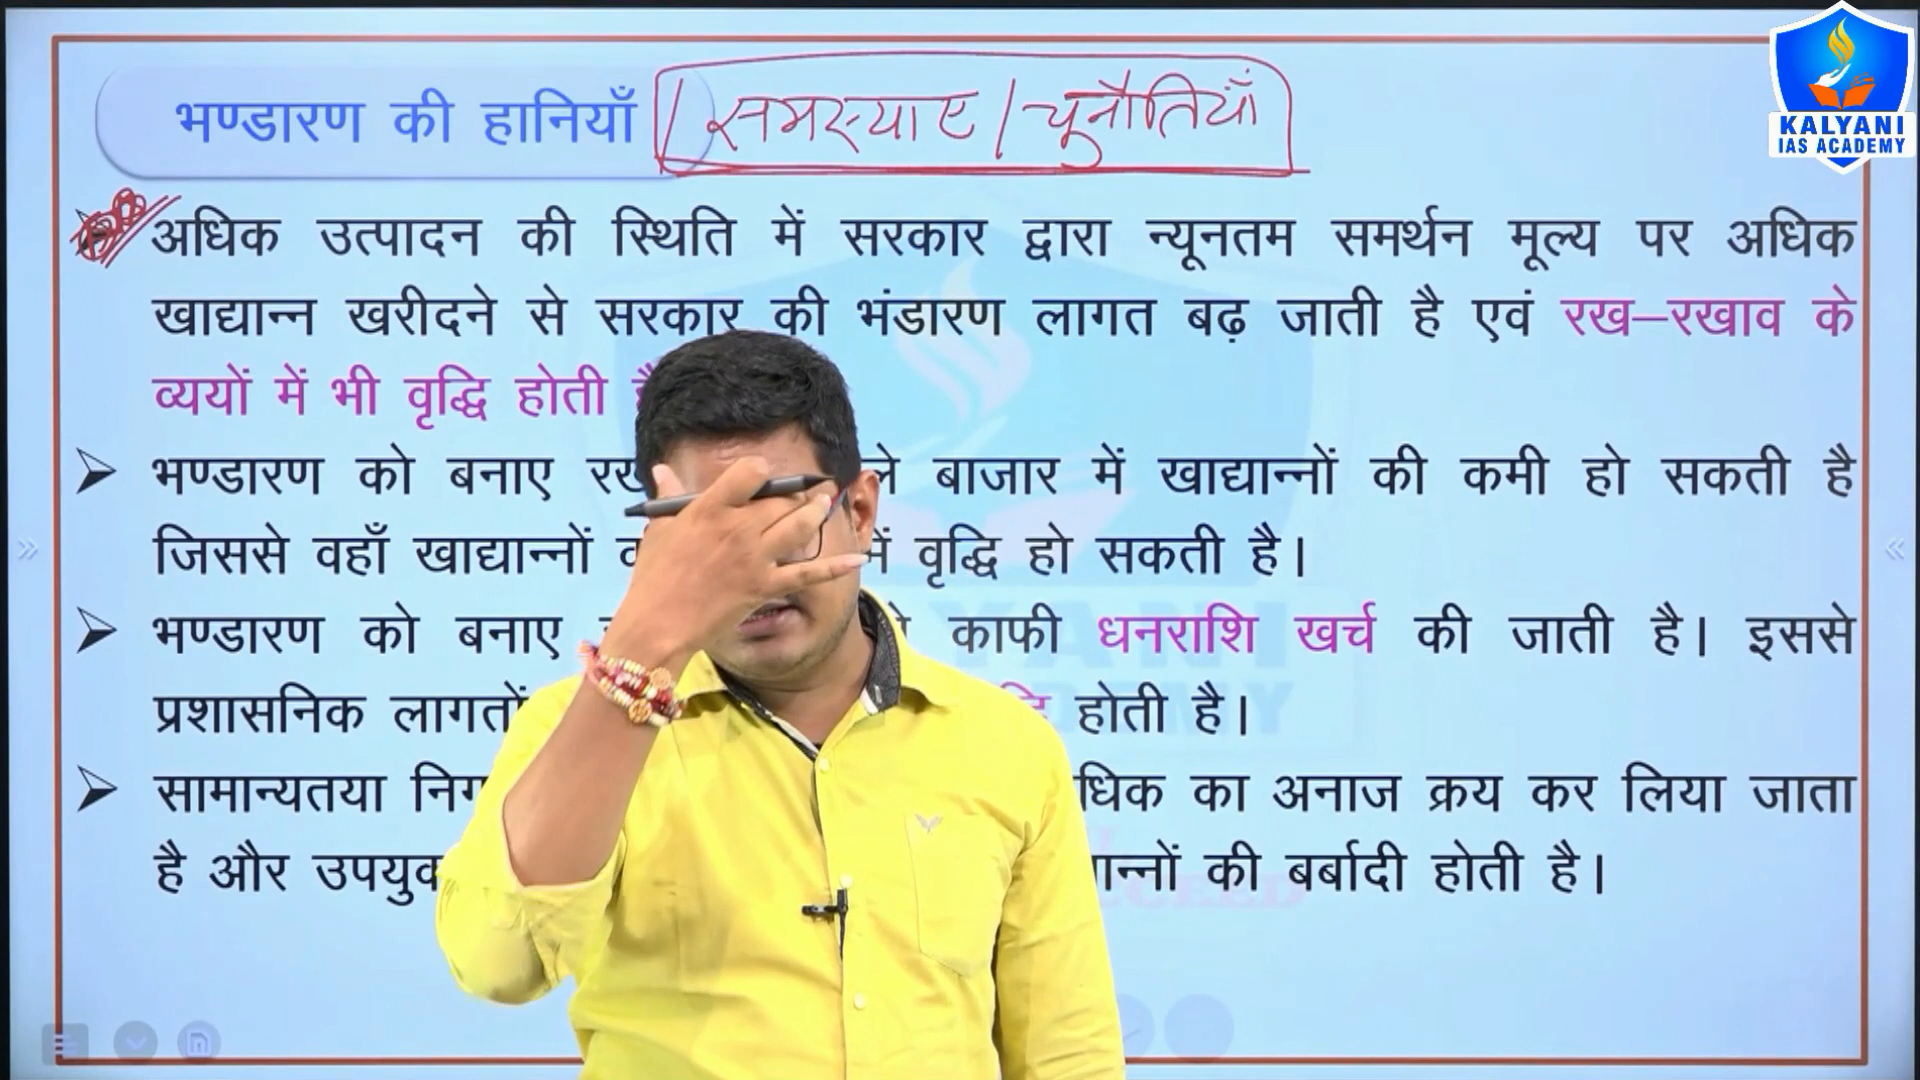 भण्डारण की हानियाँ / समस्याए / चुनौतियाँ
KALYANI
IAS ACADEMY
अधिक उत्पादन की स्थिति में सरकार द्वारा न्यूनतम समर्थन मूल्य पर अधिक
खाद्यान्न खरीदने से सरकार की भंडारण लागत बढ़ जाती है एवं रख–रखाव के
व्ययों में भी वृद्धि होती
भण्डारण को बनाए बाजार में खाद्यान्नों की कमी हो सकती है
जिससे वहाँ खाद्यान्नों में वृद्धि हो सकती है।
भण्डारण को बनाए काफी धनराशि खर्च की जाती है। इससे
प्रशासनिक लागतों होती है।
सामान्यतया का अनाज क्रय कर लिया जाता
है और की बर्बादी होती है।